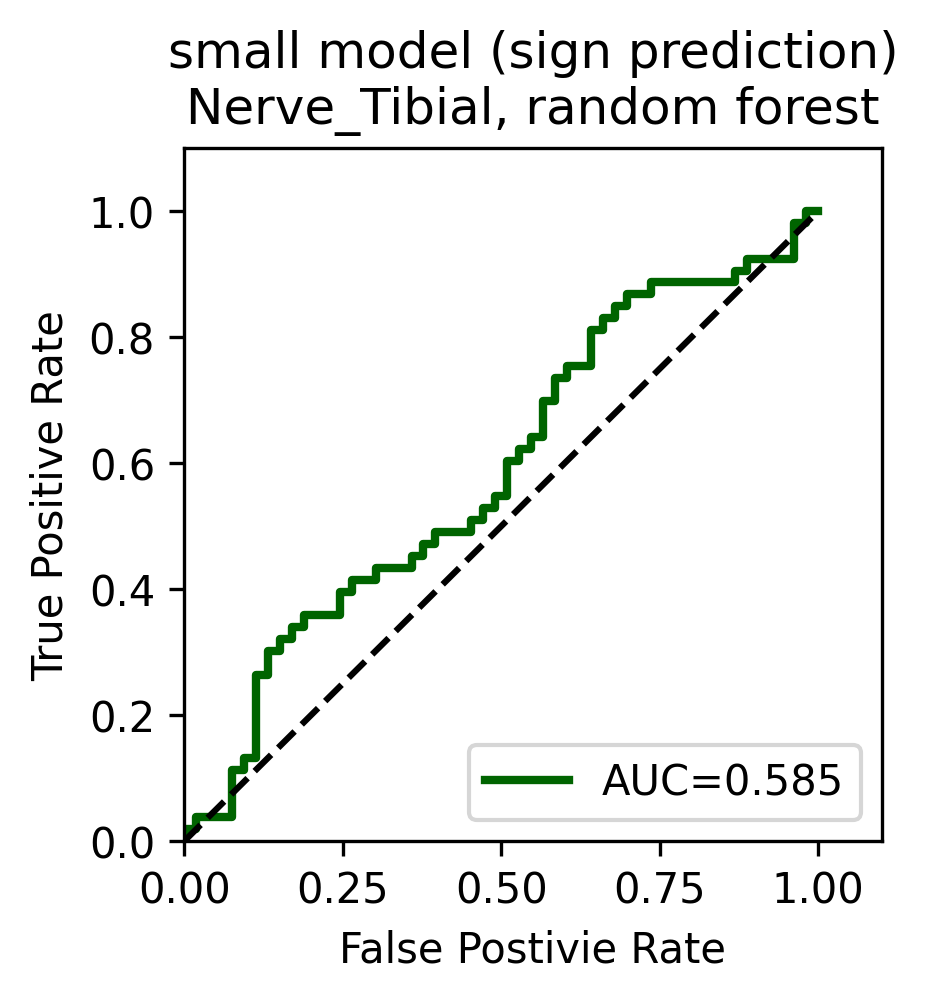 small model (sign prediction)
Nerve_Tibial, random forest
1.0
0.8
0.6
0.4
0.2
0.0
True Positive Rate
AUC=0.585
0.00 0.25 0.50 0.75 1.00
False Postivie Rate